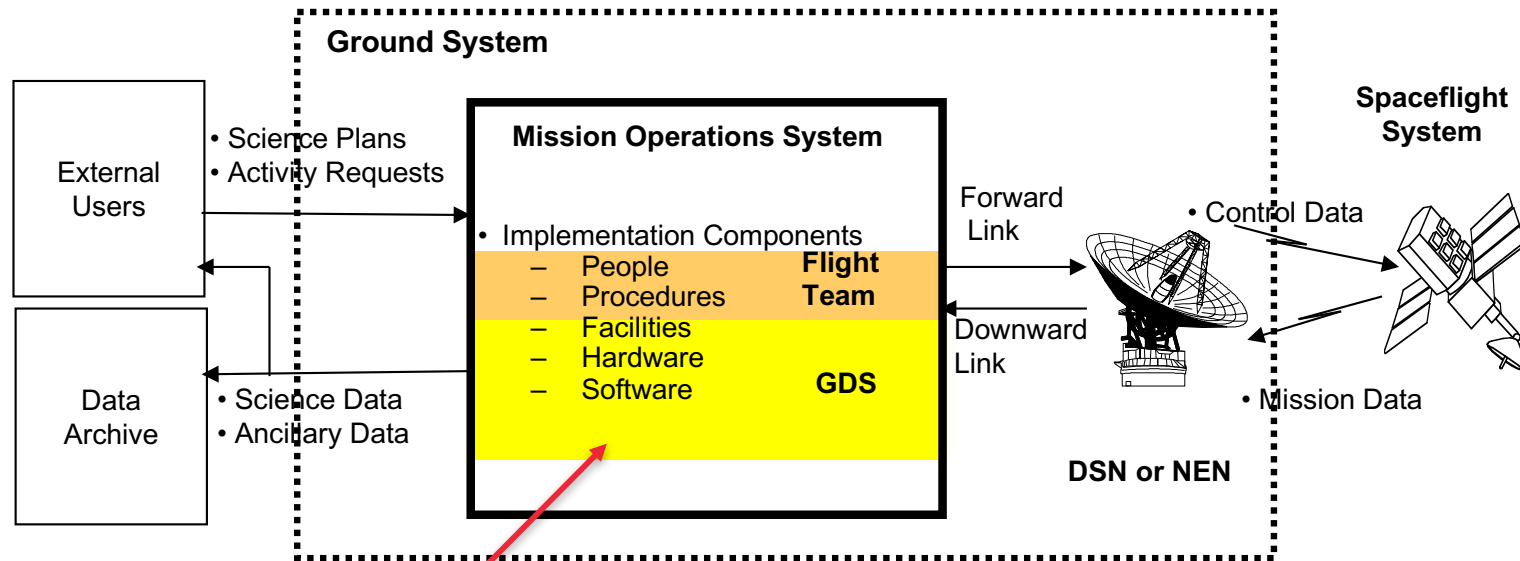 Ground System
External
Users
• Science Plans
• Activity Requests
Data
Archive
• Science Data
• Ancillary Data
Mission Operations System
• Implementation Components
– People
– Procedures
– Facilities
– Hardware
– Software
Flight
Team
GDS
Forward
Link
Downward
Link
DSN or NEN
• Control Data
• Mission Data
Spaceflight
System